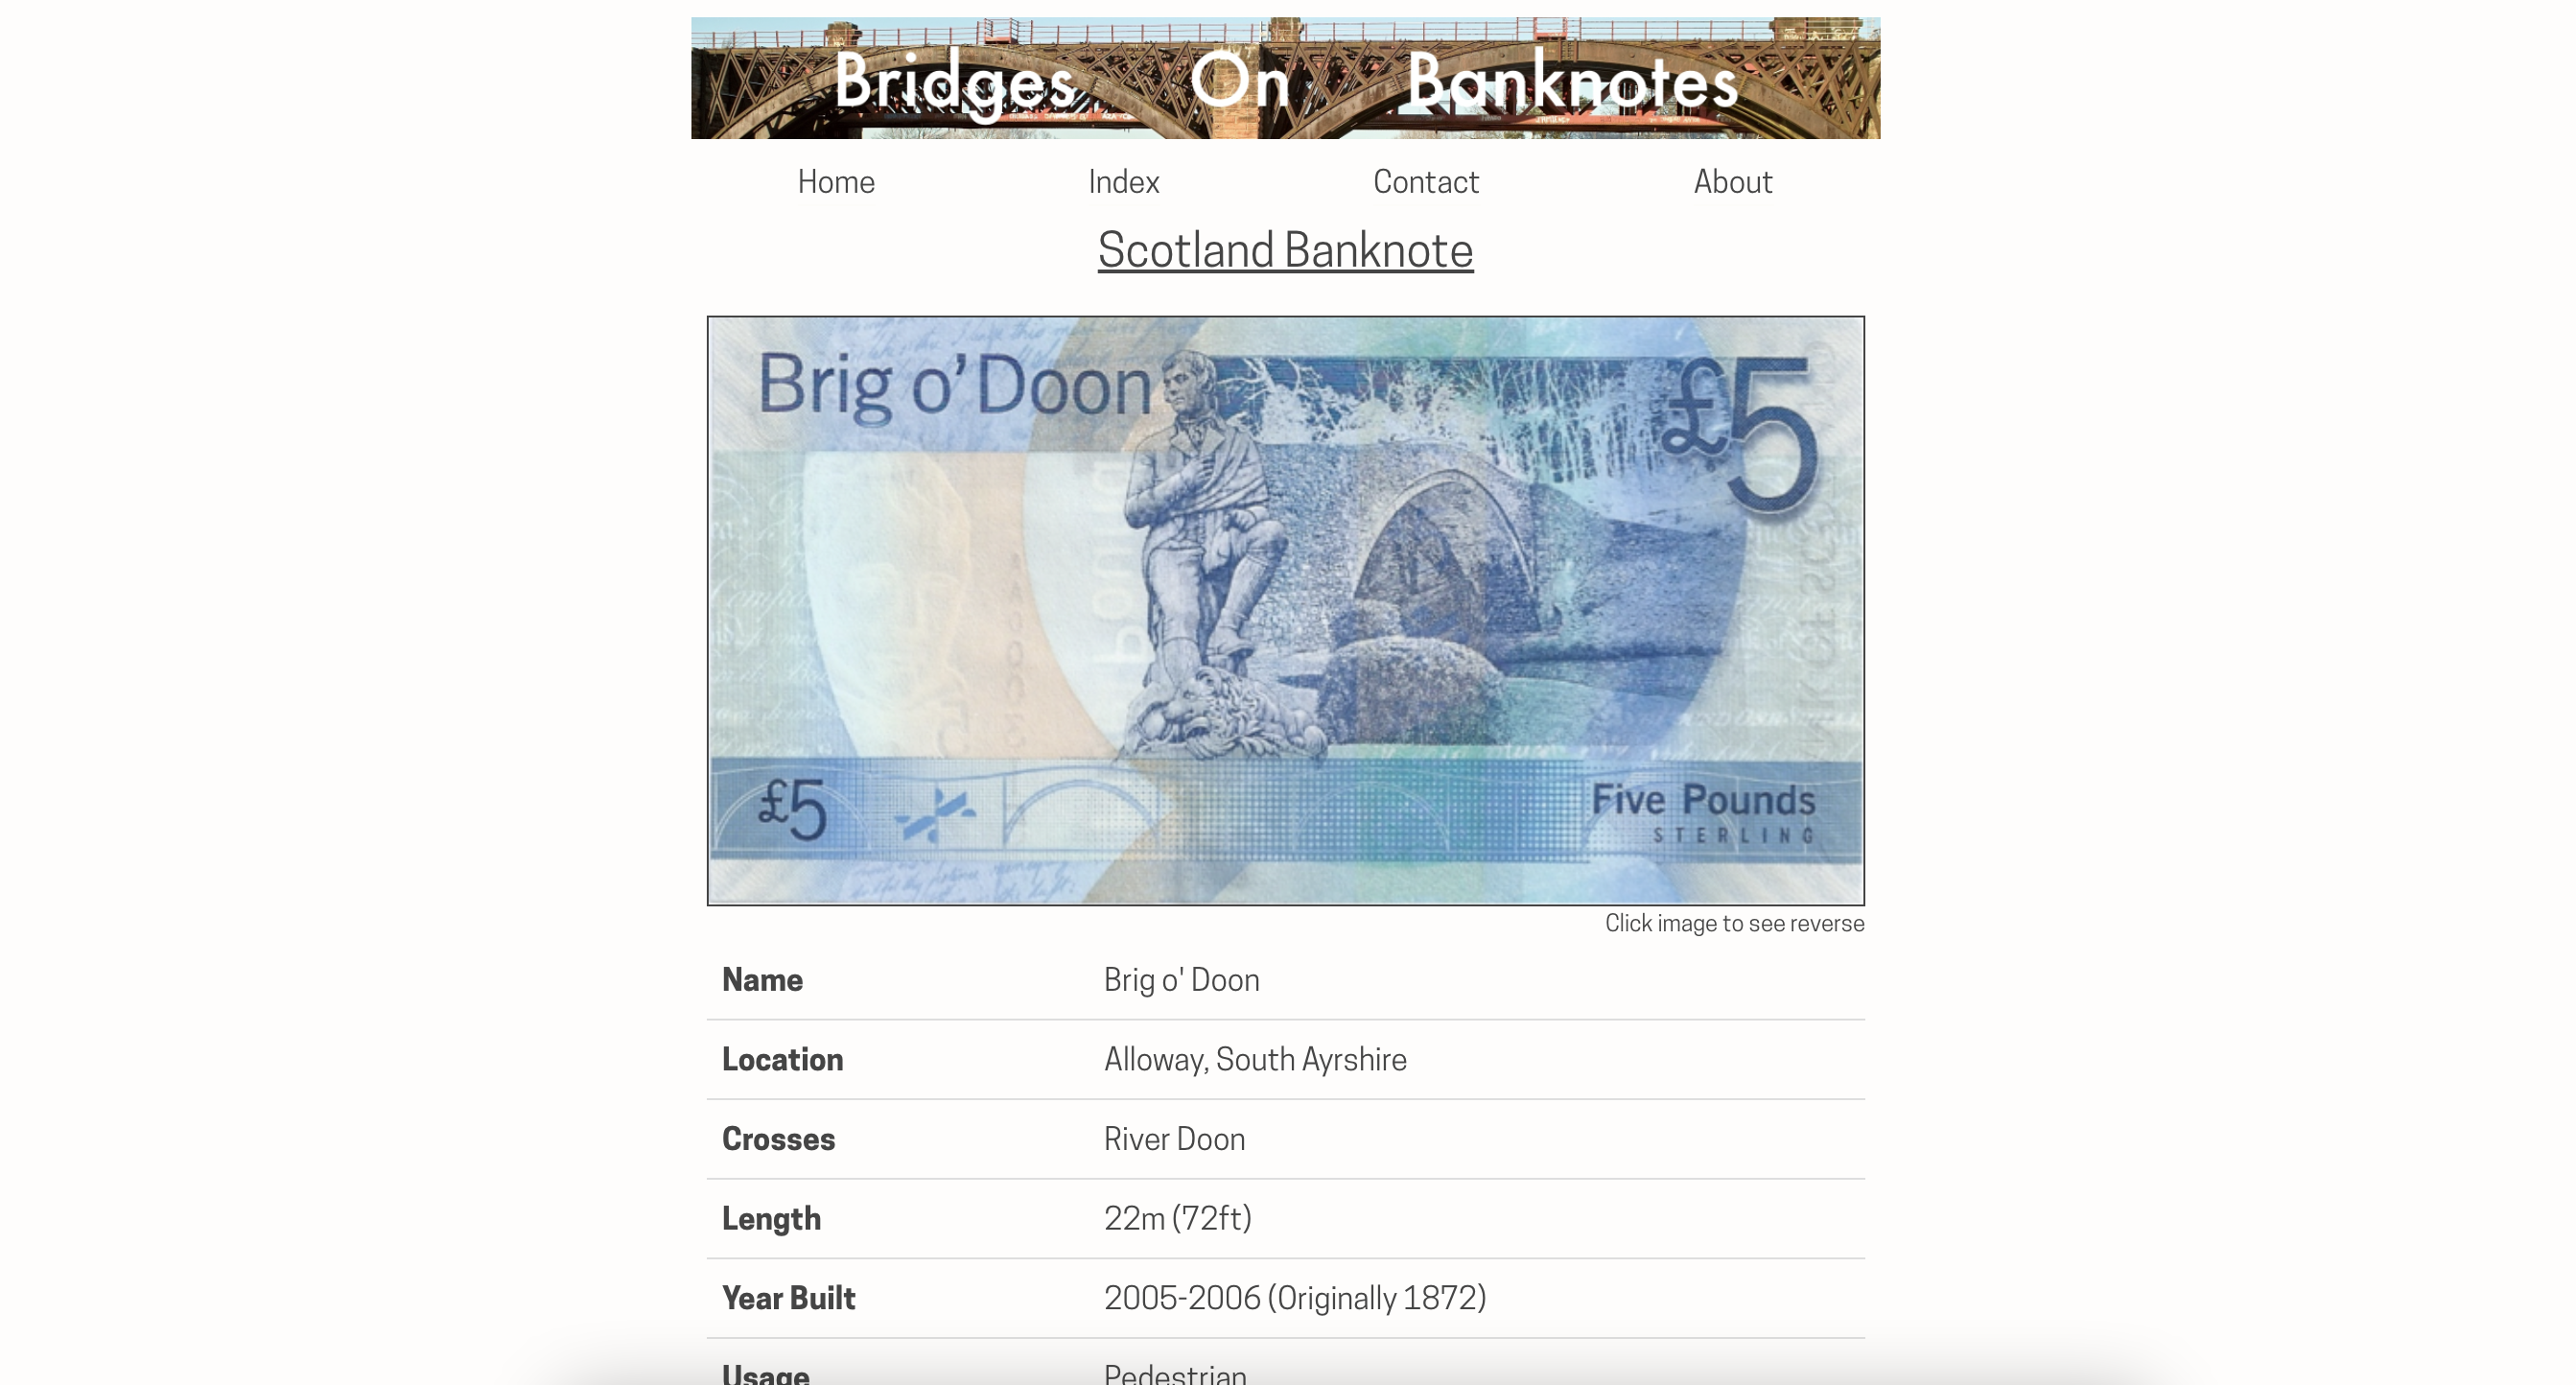 Bridges On Banknotes
Home Index Contact About
Scotland Banknote
Brig o'Doon
£5
£5
Five Pounds
STERLING
Click image to see reverse
Name Brig o' Doon
Location Alloway, South Ayrshire
Crosses River Doon
Length 22m (72ft)
Year Built 2005-2006 (Originally 1872)
Usage Pedestrian